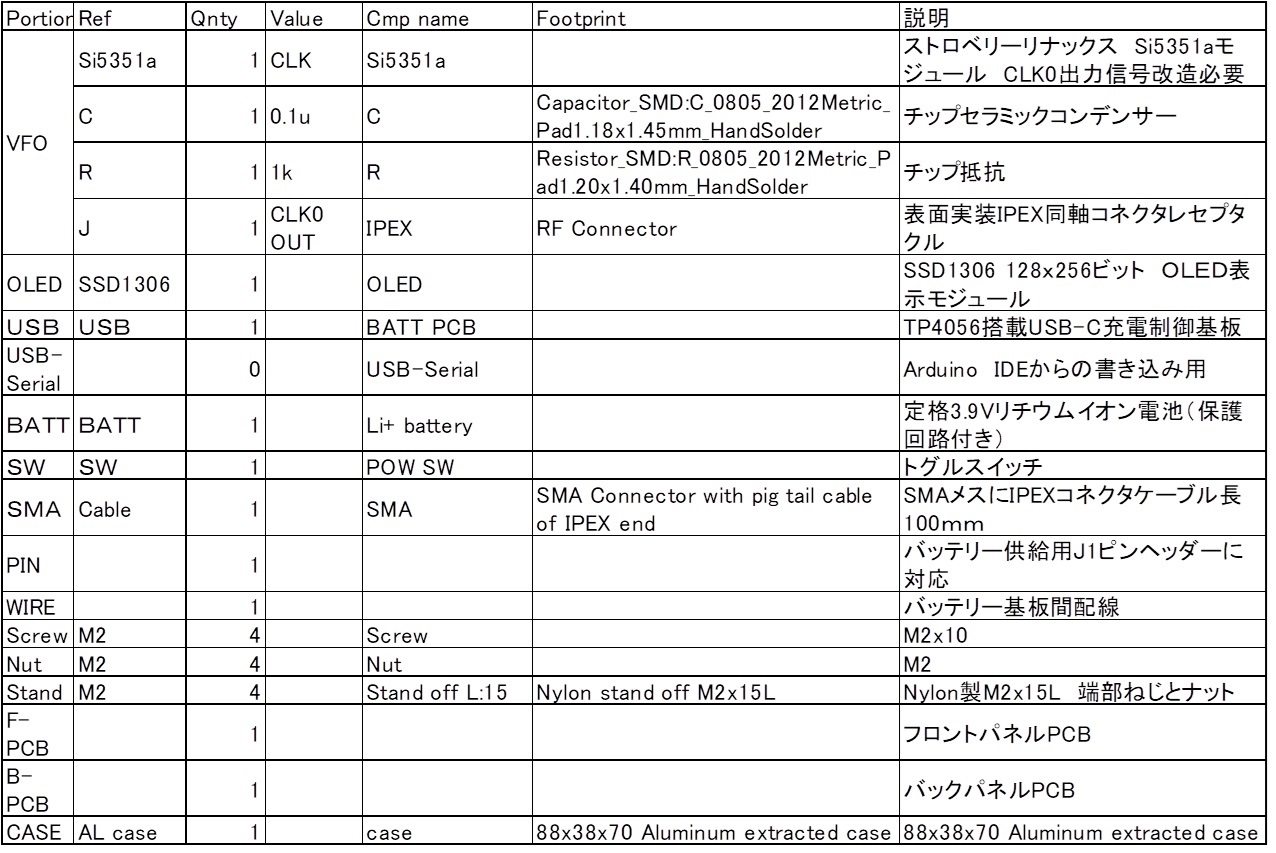 Portion Ref Qnty Value Cmp name Footprint 説明
VFO
Si5351a 1 CLK Si5351a ストロベリーリナックス　Si5351aモ
ジュール　CLK0出力信号改造必要
C 1 0.1u C Capacitor_SMD:C_0805_2012Metric_
Pad1.18x1.45mm_HandSolder チップセラミックコンデンサー
R 1 1k R Resistor_SMD:R_0805_2012Metric_P
ad1.20x1.40mm_HandSolder チップ抵抗
J 1 CLK0
OUT IPEX RF Connector 表面実装IPEX同軸コネクタレセプタ
クル
OLED SSD1306 1 OLED SSD1306 128x256ビット　ＯＬＥＤ表
示モジュール
ＵＳＢ ＵＳＢ 1 BATT PCB TP4056搭載USB-C充電制御基板
USB-
Serial 0 USB-Serial Arduino　IDEからの書き込み用
ＢＡＴＴ ＢＡＴＴ 1 Li+ battery 定格3.9Vリチウムイオン電池（保護
回路付き）
ＳＷ ＳＷ 1 POW SW トグルスイッチ
ＳＭＡ Cable 1 SMA SMA Connector with pig tail cable
of IPEX end SMAメスにIPEXコネクタケーブル長
100ｍｍ
PIN 1 バッテリー供給用J1ピンヘッダーに
対応
WIRE 1 バッテリー基板間配線
Screw M2 4 Screw M2x10
Nut M2 4 Nut M2
Stand M2 4 Stand off L:15 Nylon stand off M2x15L Nylon製M2x15L　端部ねじとナット
F-
PCB 1 フロントパネルPCB
B-
PCB 1 バックパネルPCB
CASE AL case 1 case 88x38x70 Aluminum extracted case 88x38x70 Aluminum extracted case